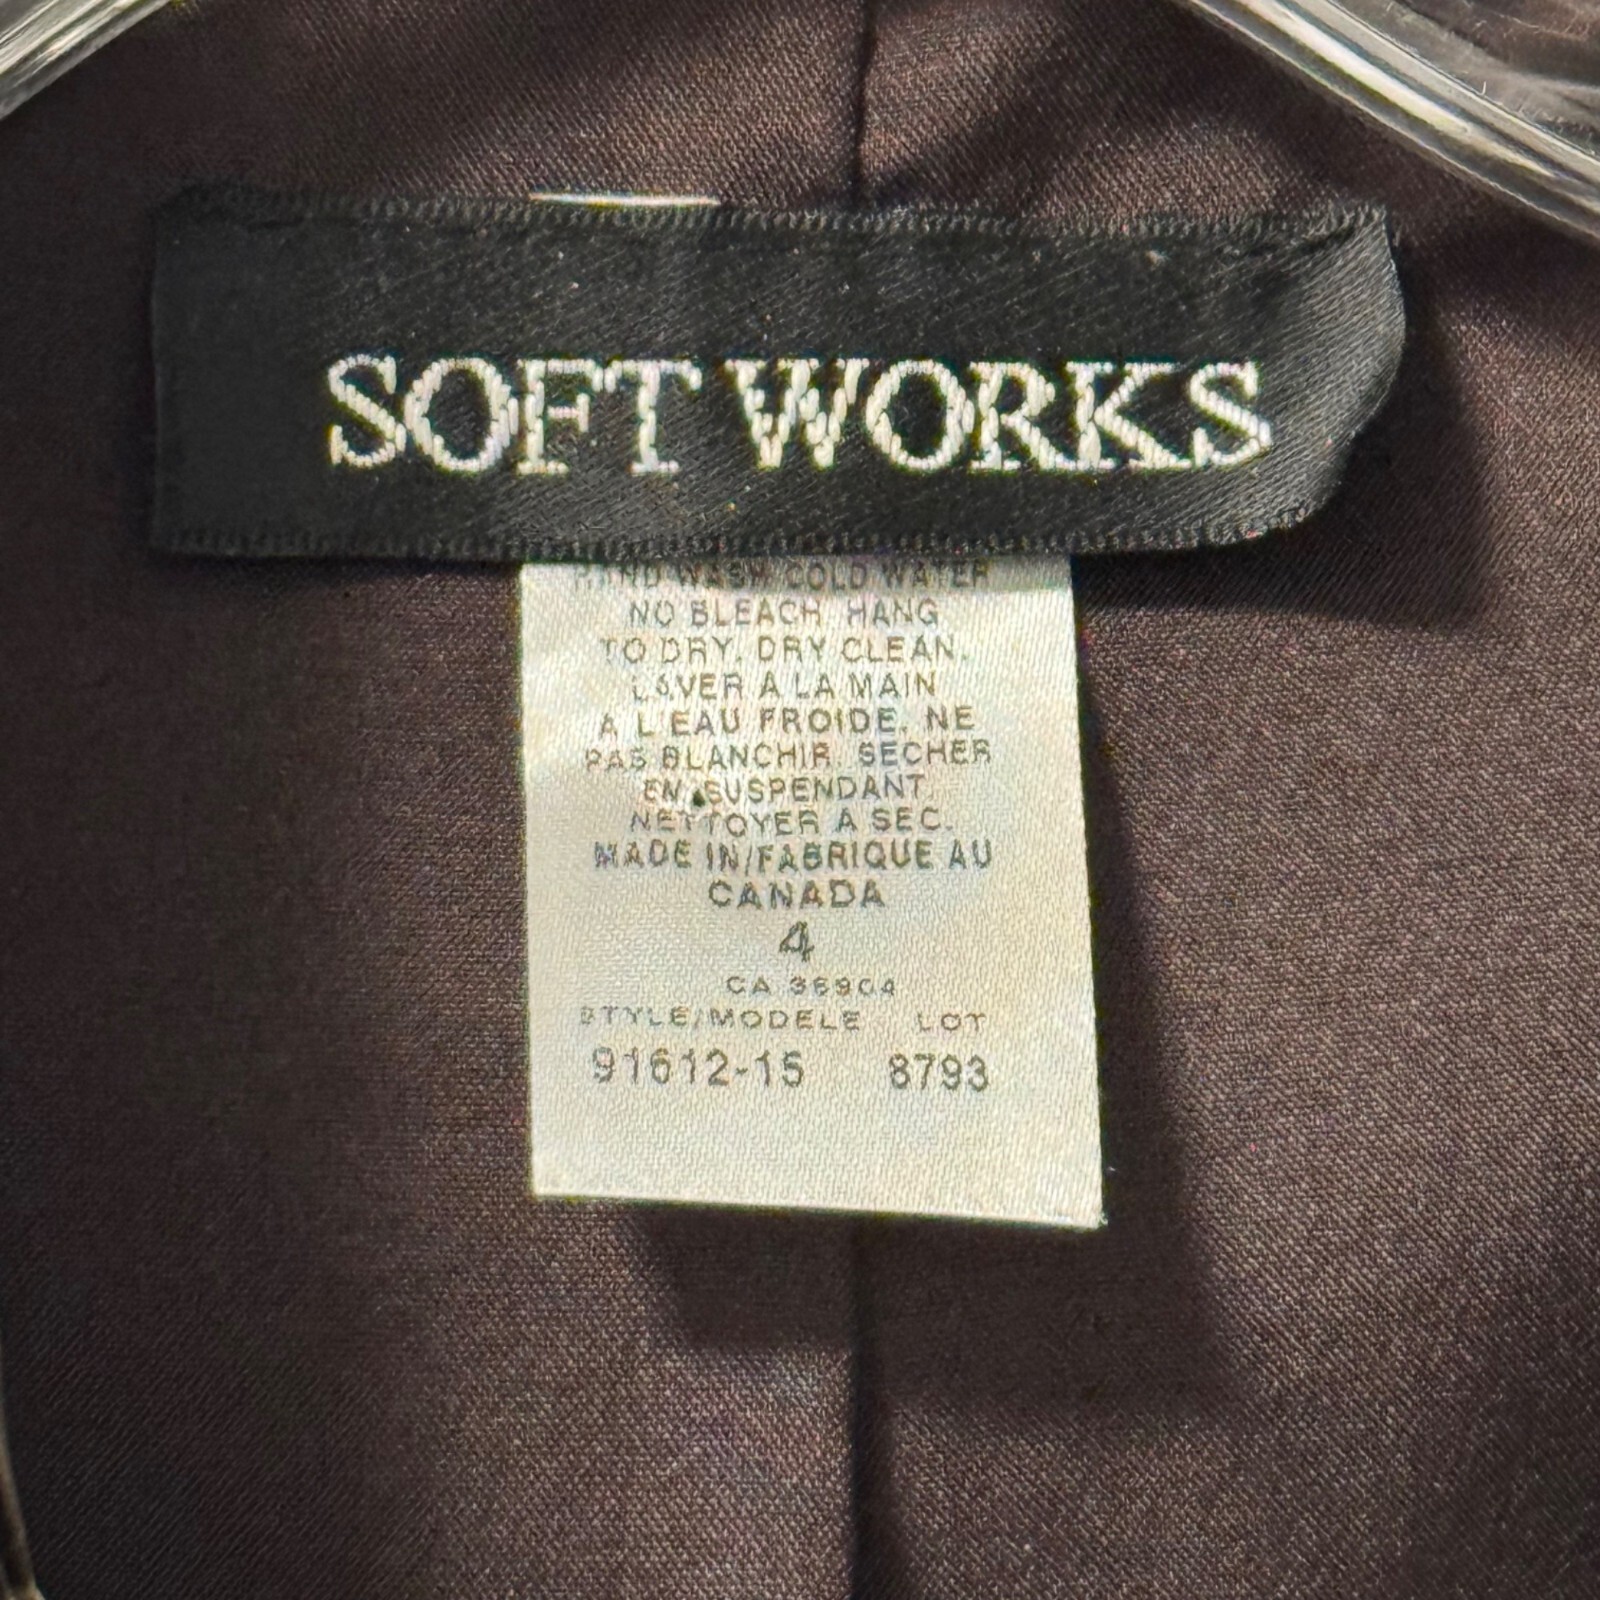 SOFT WORKS
HAND WASH COLD WATER
NO BLEACH. HANG
TO DRY. DRY CLEAN.
LAVER A LA MAIN
A L'EAU FROIDE. NE
PAS BLANCHIR. SECHER
EN SUSPENDANT.
NETTOYER A SEC.
MADE IN/FABRIQUE AU
CANADA
4
CA 36904
STYLE/MODELE LOT
91612-15 8793